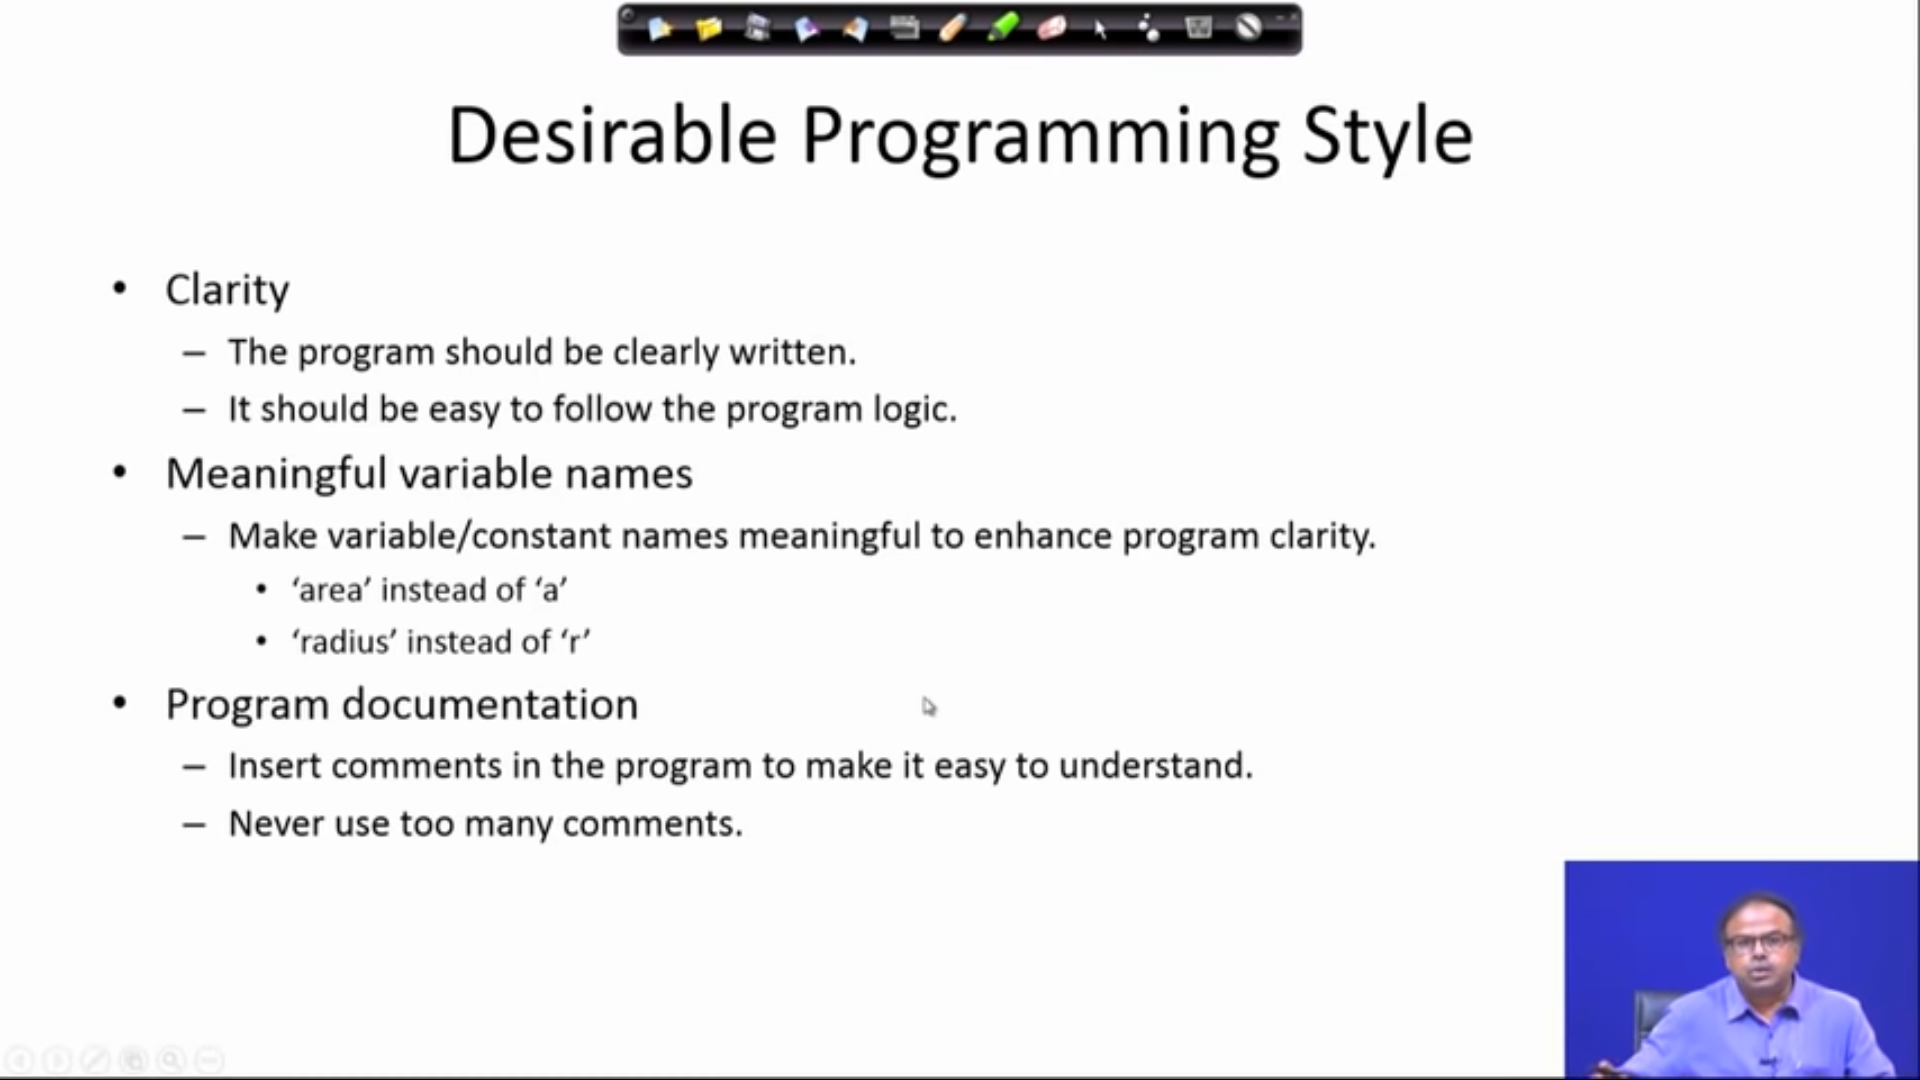 Desirable Programming Style
• Clarity
– The program should be clearly written.
– It should be easy to follow the program logic.
• Meaningful variable names
– Make variable/constant names meaningful to enhance program clarity.
• ‘area’ instead of ‘a’
• ‘radius’ instead of ‘r’
• Program documentation
– Insert comments in the program to make it easy to understand.
– Never use too many comments.